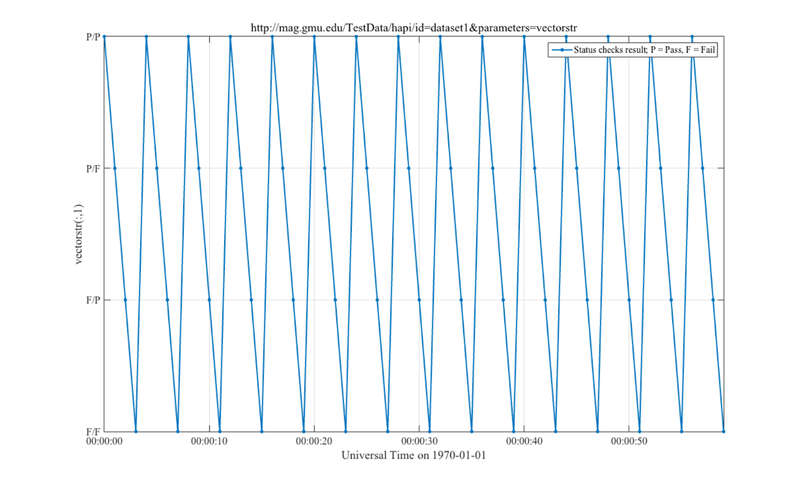 http://mag.gmu.edu/TestData/hapi/id=dataset1&parameters=vectorstr
Status checks result; P = Pass, F = Fail
P/P
P/F
F/P
F/F
vectorstr(:,1)
00:00:00 00:00:10 00:00:20 00:00:30 00:00:40 00:00:50
Universal Time on 1970-01-01